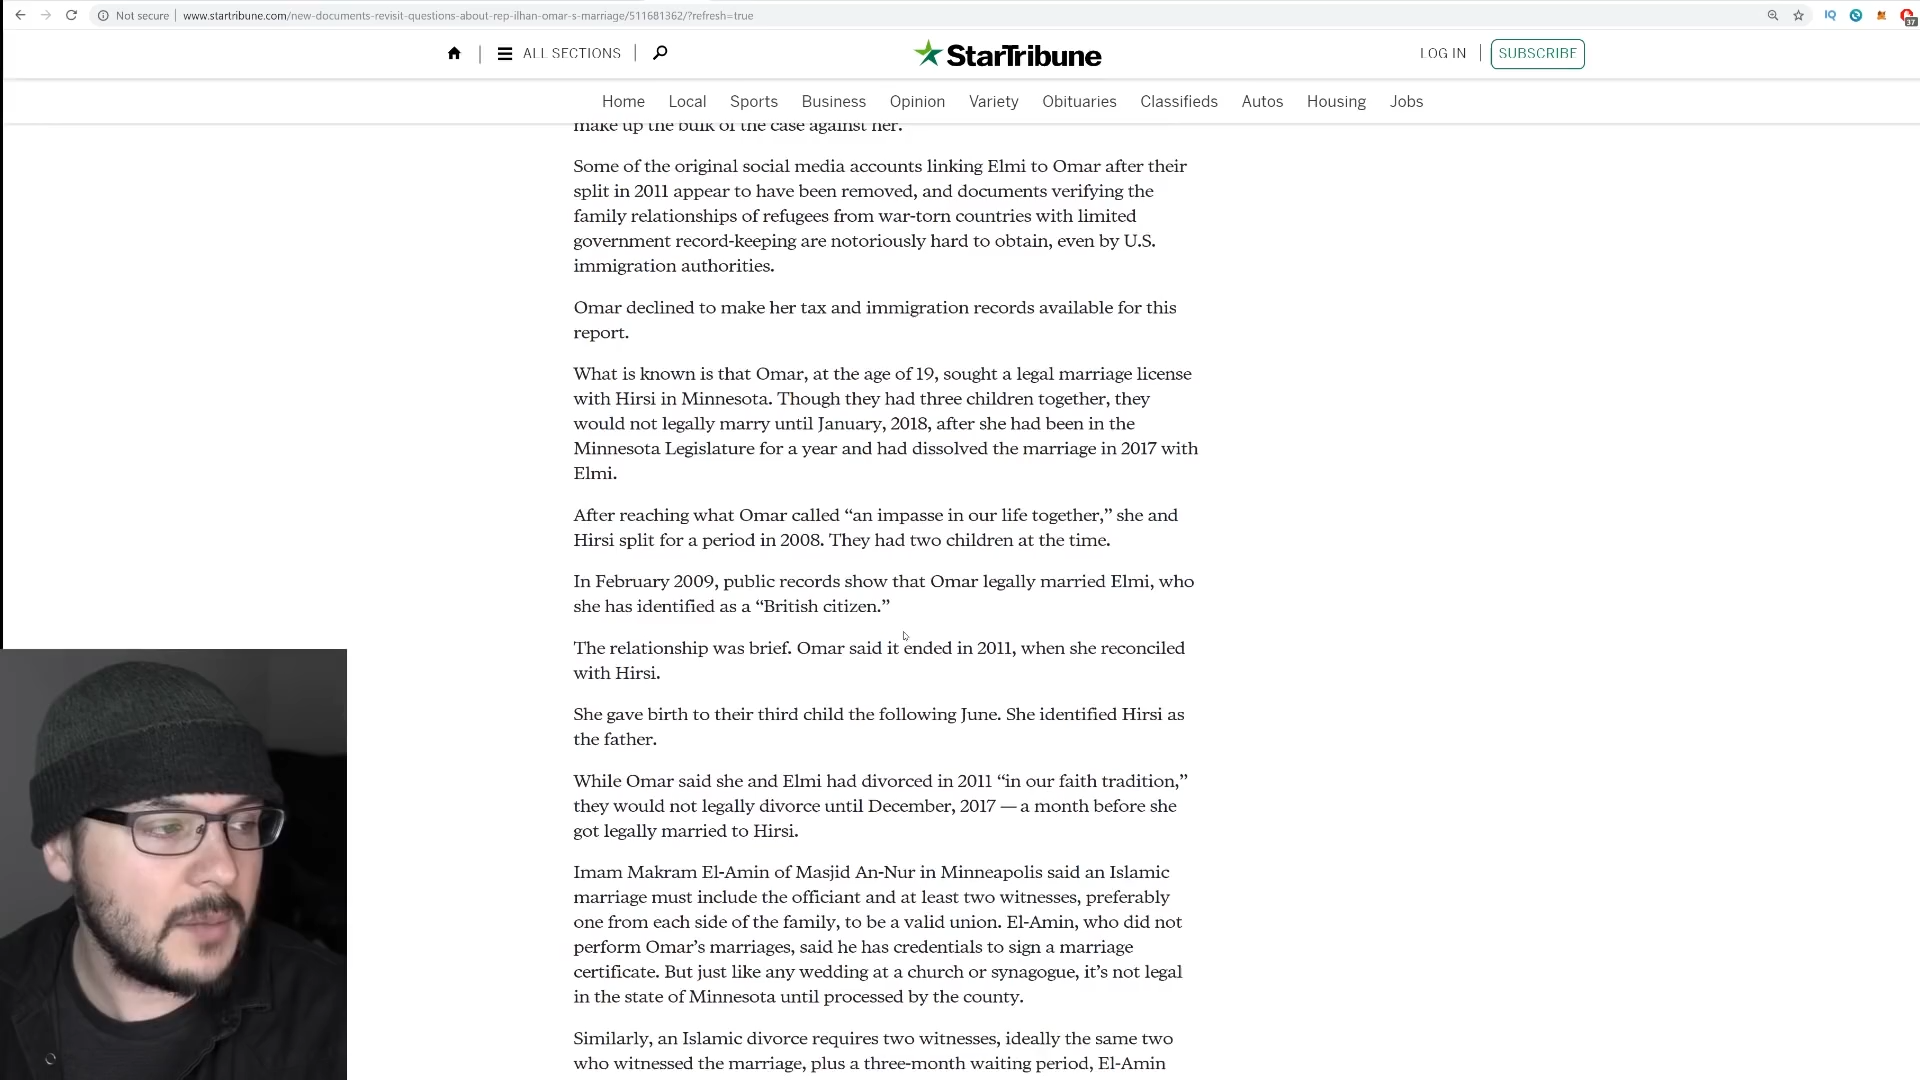 Not secure | www.startribune.com/new-documents-revisit-questions-about-rep-ilhan-omar-s-marriage/511681362/?refresh=true
37
ALL SECTIONS
StarTribune
LOG IN
SUBSCRIBE
Home Local Sports Business Opinion Variety Obituaries Classifieds Autos Housing Jobs
make up the bulk of the case against her.
Some of the original social media accounts linking Elmi to Omar after their
split in 2011 appear to have been removed, and documents verifying the
family relationships of refugees from war-torn countries with limited
government record-keeping are notoriously hard to obtain, even by U.S.
immigration authorities.
Omar declined to make her tax and immigration records available for this
report.
What is known is that Omar, at the age of 19, sought a legal marriage license
with Hirsi in Minnesota. Though they had three children together, they
would not legally marry until January, 2018, after she had been in the
Minnesota Legislature for a year and had dissolved the marriage in 2017 with
Elmi.
After reaching what Omar called “an impasse in our life together,” she and
Hirsi split for a period in 2008. They had two children at the time.
In February 2009, public records show that Omar legally married Elmi, who
she has identified as a “British citizen.”
The relationship was brief. Omar said it ended in 2011, when she reconciled
with Hirsi.
She gave birth to their third child the following June. She identified Hirsi as
the father.
While Omar said she and Elmi had divorced in 2011 “in our faith tradition,”
they would not legally divorce until December, 2017 — a month before she
got legally married to Hirsi.
Imam Makram El-Amin of Masjid An-Nur in Minneapolis said an Islamic
marriage must include the officiant and at least two witnesses, preferably
one from each side of the family, to be a valid union. El-Amin, who did not
perform Omar’s marriages, said he has credentials to sign a marriage
certificate. But just like any wedding at a church or synagogue, it’s not legal
in the state of Minnesota until processed by the county.
Similarly, an Islamic divorce requires two witnesses, ideally the same two
who witnessed the marriage, plus a three-month waiting period, El-Amin